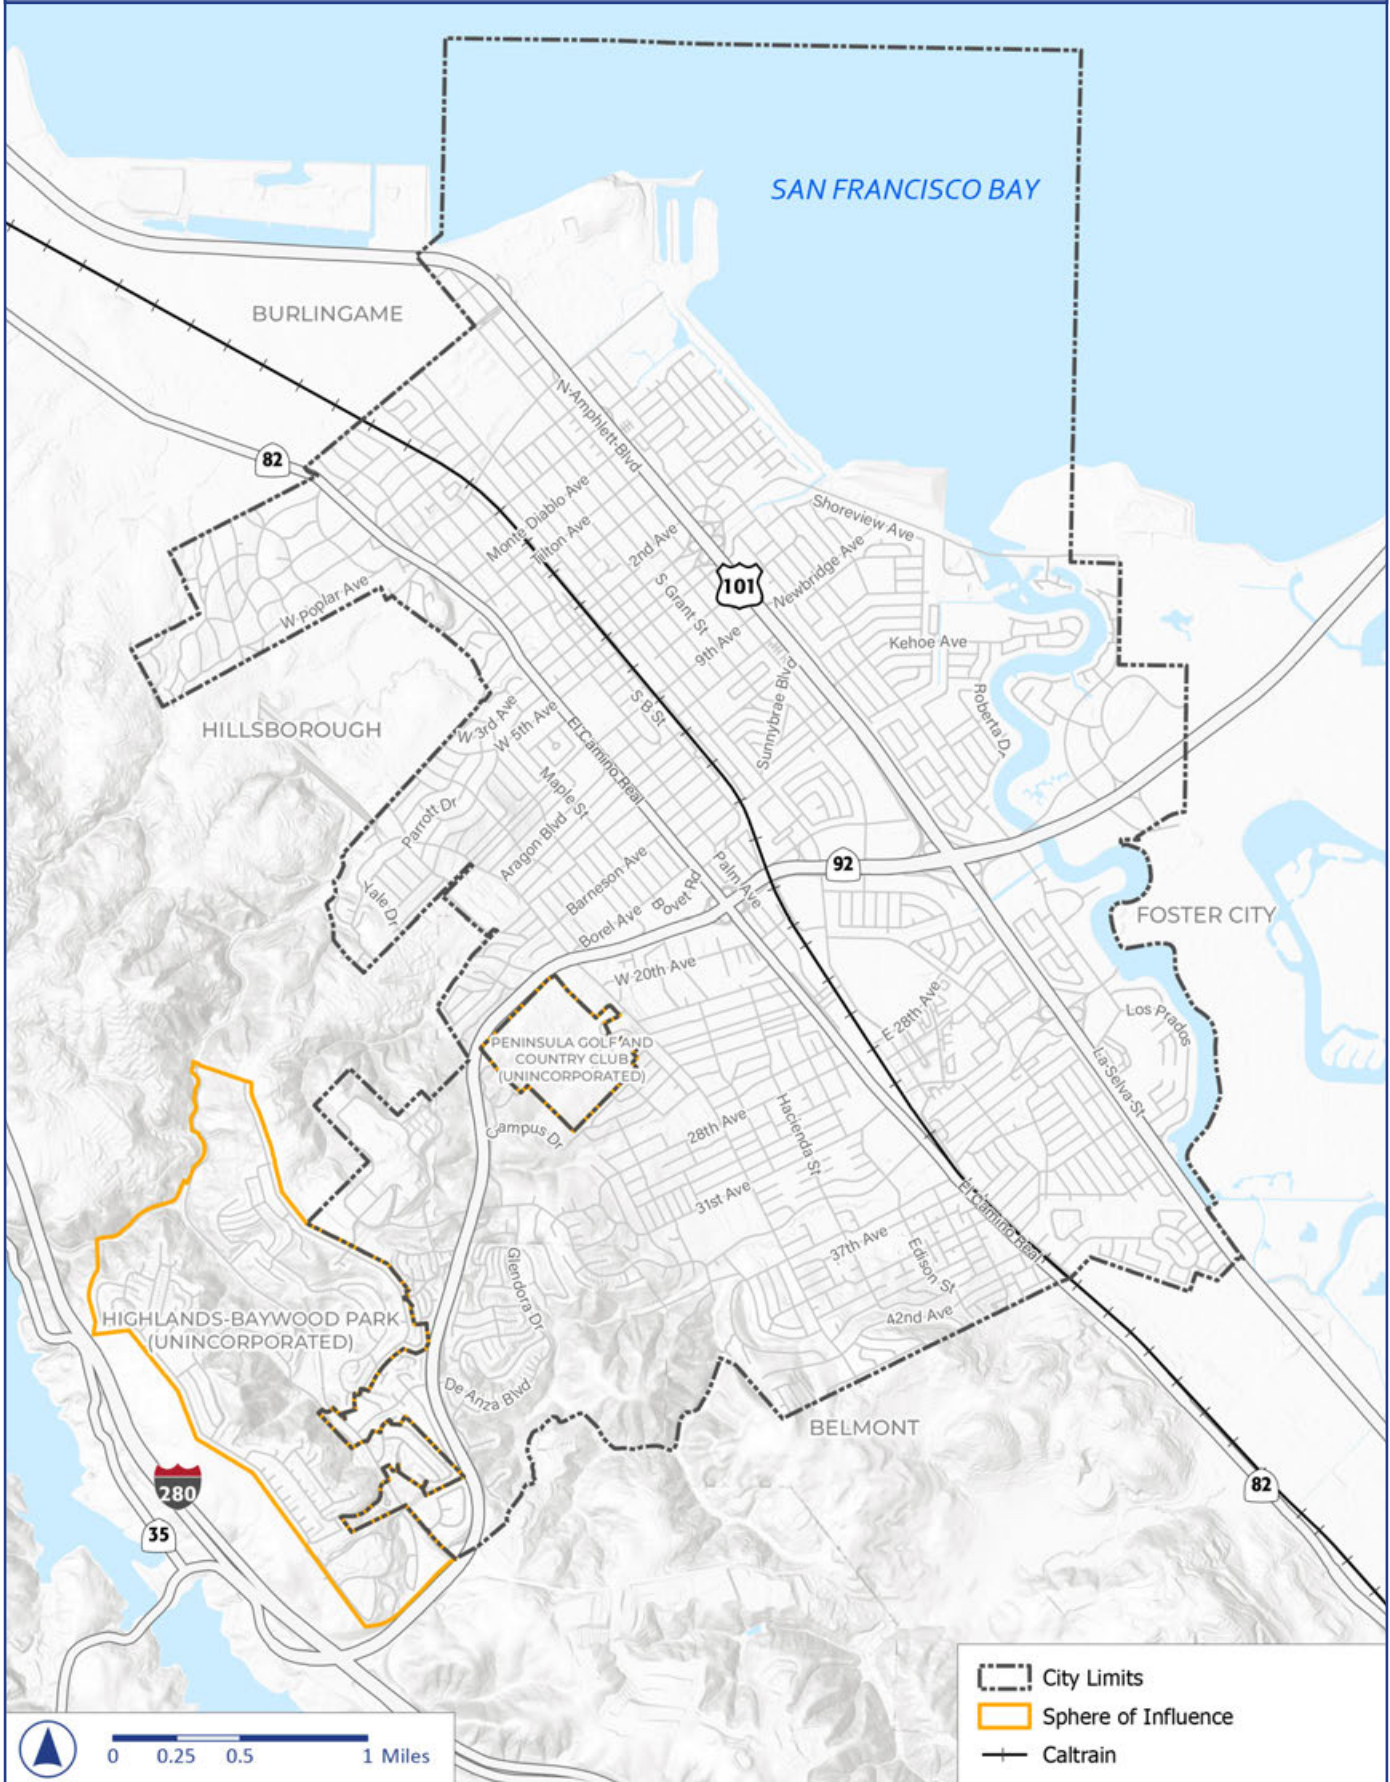 SAN FRANCISCO BAY
BURLINGAME
N Amphlett Blvd
82
Monte Diablo Ave
Tilton Ave
2nd Ave
Shoreview Ave
101
Newbridge Ave
S Grant St
W Poplar Ave
9th Ave
Kehoe Ave
Sunnybrae Blvd
Roberta Dr
HILLSBOROUGH
W 3rd Ave
W 5th Ave
S B St
El Camino Real
Maple St
Parrott Dr
Aragon Blvd
Yale Dr
Barneson Ave
Bovet Rd
Palm Ave
92
Borel Ave
FOSTER CITY
W 20th Ave
E 28th Ave
Los Prados
La Selva St
PENINSULA GOLF AND
COUNTRY CLUB
(UNINCORPORATED)
Campus Dr
28th Ave
Hacienda St
31st Ave
El Camino Real
37th Ave
Edison St
Glendora Dr
42nd Ave
HIGHLANDS-BAYWOOD PARK
(UNINCORPORATED)
De Anza Blvd
BELMONT
280
35
82
City Limits
Sphere of Influence
Caltrain
0 0.25 0.5 1 Miles